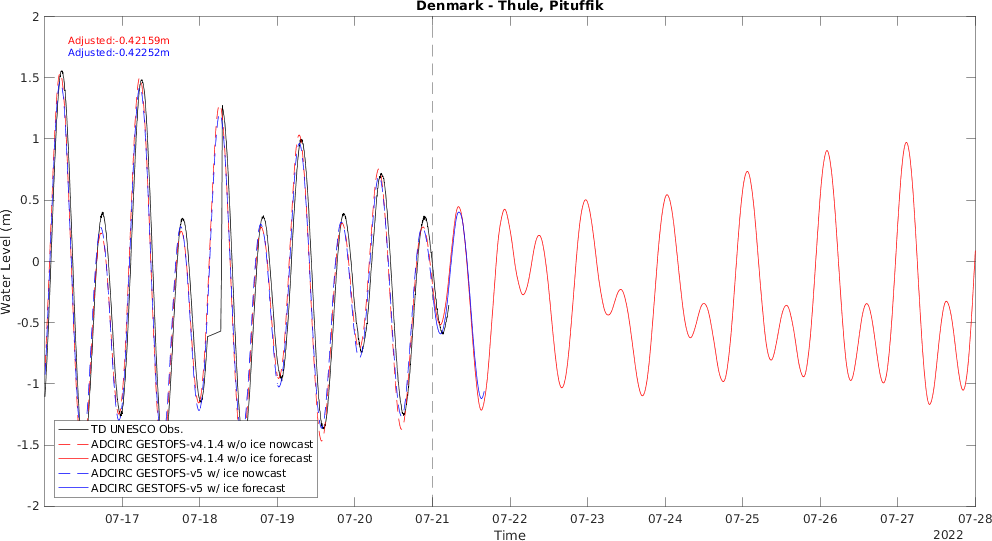 Denmark - Thule, Pituffik
Adjusted:-0.42159m
Adjusted:-0.42252m
2
1.5
1
0.5
0
-0.5
-1
-1.5
-2
Water Level (m)
TD UNESCO Obs.
ADCIRC GESTOFS-v4.1.4 w/o ice nowcast
ADCIRC GESTOFS-v4.1.4 w/o ice forecast
ADCIRC GESTOFS-v5 w/ ice nowcast
ADCIRC GESTOFS-v5 w/ ice forecast
07-17 07-18 07-19 07-20 07-21 07-22 07-23 07-24 07-25 07-26 07-27 07-28
Time
2022